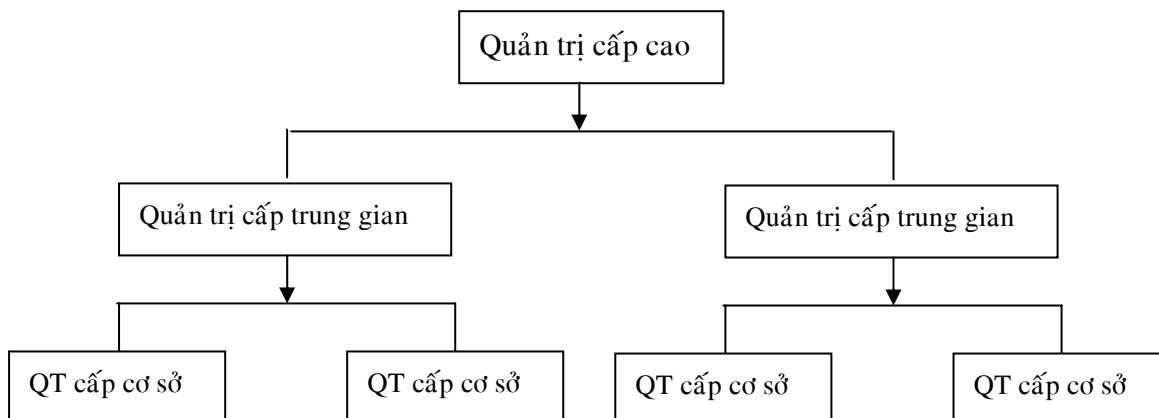 Quản trị cấp cao
Quản trị cấp trung gian
Quản trị cấp trung gian
QT cấp cơ sở
QT cấp cơ sở
QT cấp cơ sở
QT cấp cơ sở